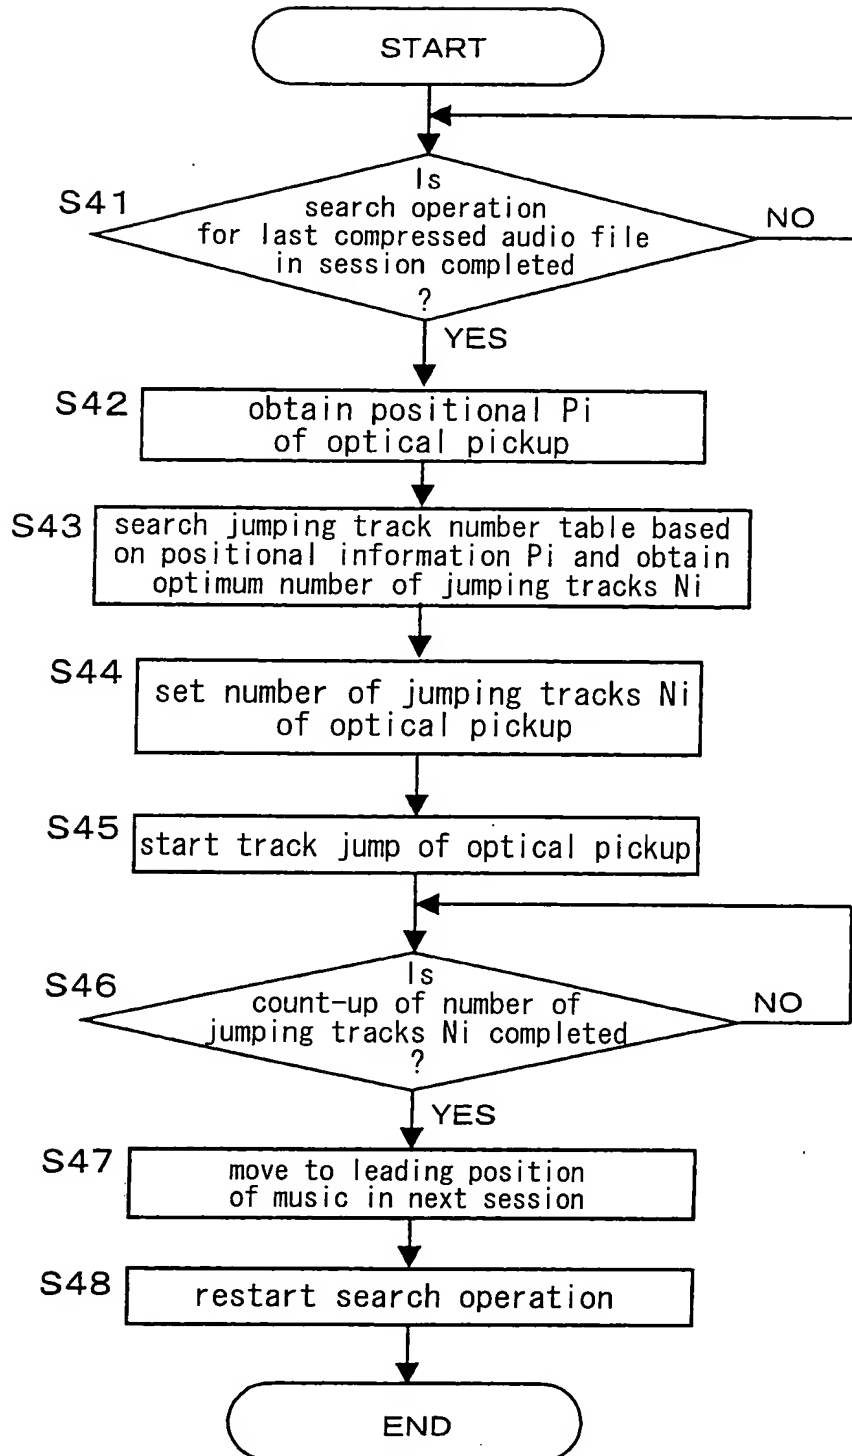 START
S41
Is
search operation
for last compressed audio file
in session completed
?
NO
YES
S42
obtain positional Pi
of optical pickup
S43
search jumping track number table based
on positional information Pi and obtain
optimum number of jumping tracks Ni
S44
set number of jumping tracks Ni
of optical pickup
S45
start track jump of optical pickup
S46
Is
count-up of number of
jumping tracks Ni completed
?
NO
YES
S47
move to leading position
of music in next session
S48
restart search operation
END